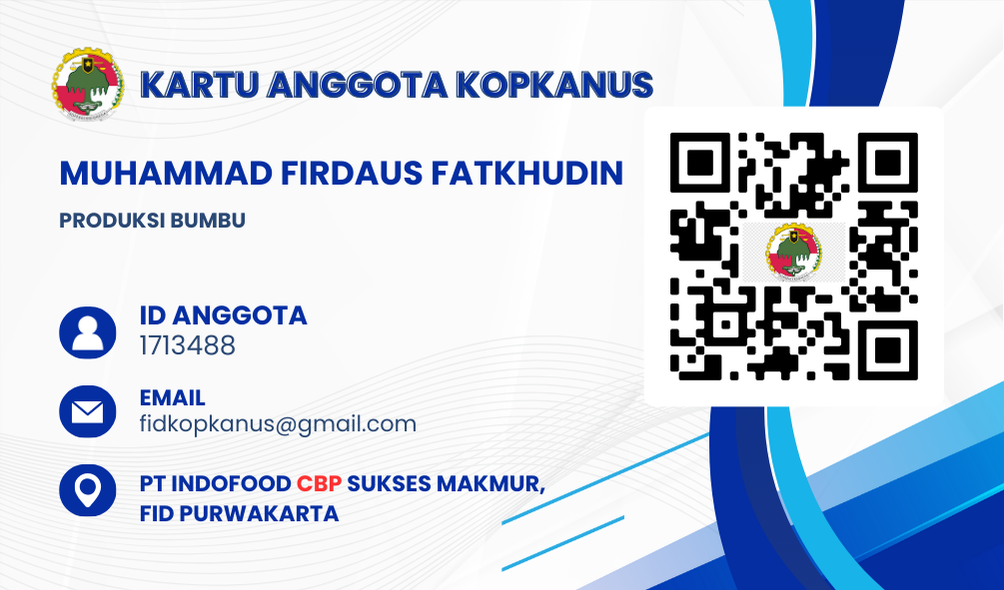 KARTU ANGGOTA KOPKANUS
MUHAMMAD FIRDAUS FATKHUDIN
PRODUKSI BUMBU
ID ANGGOTA
1713488
EMAIL
fidkopkanus@gmail.com
PT INDOFOOD CBP SUKSES MAKMUR,
FID PURWAKARTA